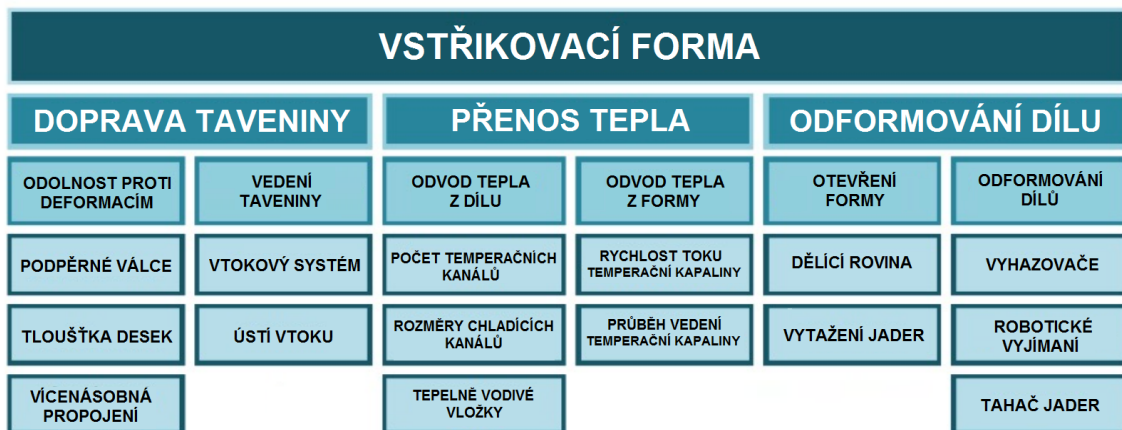 VSTŘIKOVACÍ FORMA
DOPRAVA TAVENINY
PŘENOS TEPLA
ODFORMOVÁNÍ DÍLU
ODOLNOST PROTI
DEFORMACÍM
VEDENÍ
TAVENINY
ODVOD TEPLA
Z DÍLU
ODVOD TEPLA
Z FORMY
OTEVŘENÍ
FORMY
ODFORMOVÁNÍ
DÍLŮ
PODPĚRNÉ VÁLCE
VTOKOVÝ SYSTÉM
POČET TEMPERAČNÍCH
KANÁLŮ
RYCHLOST TOKU
TEMPERAČNÍ KAPALINY
DĚLÍCÍ ROVINA
VYHAZOVAČE
TLOUŠŤKA DESEK
ÚSTÍ VTOKU
ROZMĚRY CHLADÍCÍCH
KANÁLŮ
PRŮBĚH VEDENÍ
TEMPERAČNÍ KAPALINY
VYTAŽENÍ JADER
ROBOTICKÉ
VYJÍMANÍ
VÍCENÁSOBNÁ
PROPOJENÍ
TEPELNĚ VODIVÉ
VLOŽKY
TAHAČ JADER